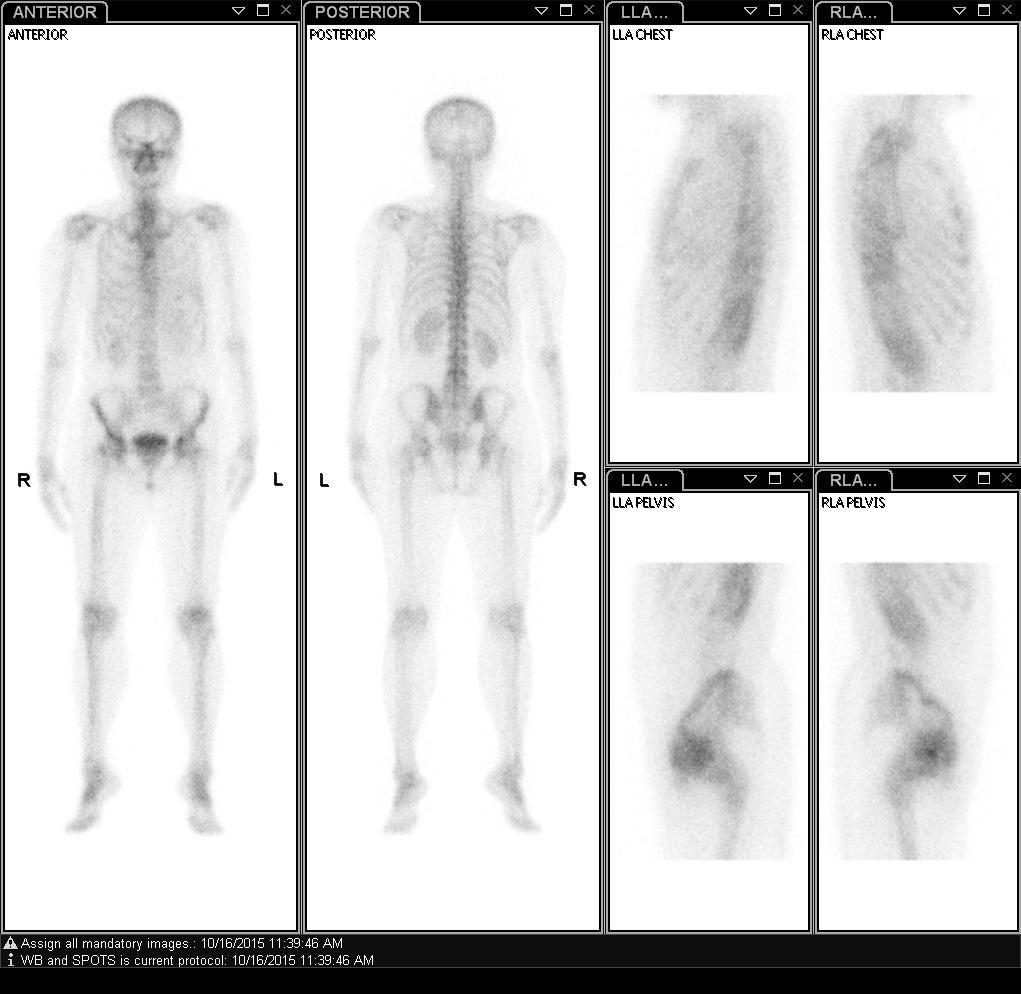 ANTERIOR
ANTERIOR
R
L
POSTERIOR
POSTERIOR
L
R
LLA...
LLA CHEST
RLA...
RLA CHEST
LLA...
LLA PELVIS
RLA...
RLA PELVIS
Assign all mandatory images.: 10/16/2015 11:39:46 AM
WB and SPOTS is current protocol: 10/16/2015 11:39:46 AM